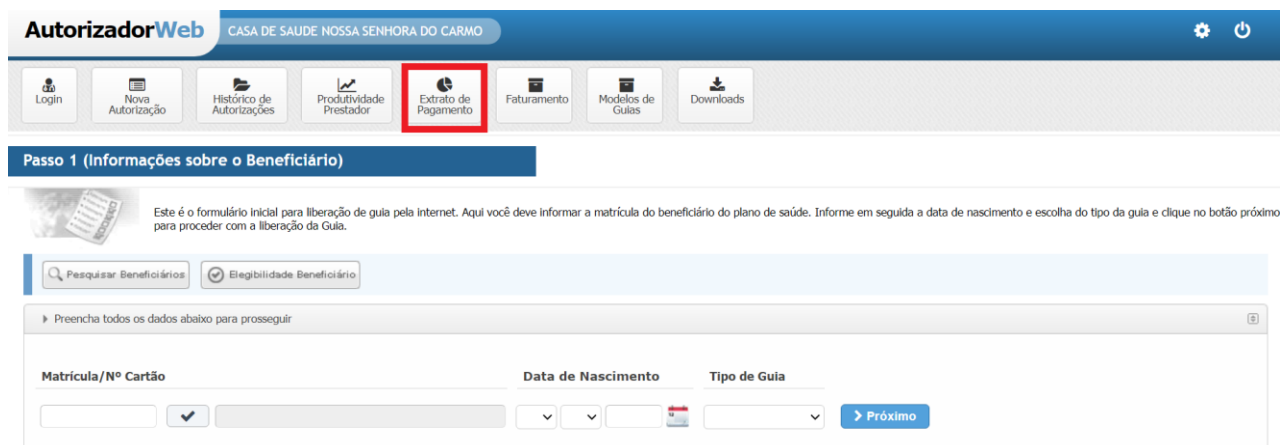 AutorizadorWeb
CASA DE SAUDE NOSSA SENHORA DO CARMO
Login
Nova
Autorização
Histórico de
Autorizações
Produtividade
Prestador
Extrato de
Pagamento
Faturamento
Modelos de
Guias
Downloads
Passo 1 (Informações sobre o Beneficiário)
Este é o formulário inicial para liberação de guia pela internet. Aqui você deve informar a matrícula do beneficiário do plano de saúde. Informe em seguida a data de nascimento e escolha do tipo da guia e clique no botão próximo
para proceder com a liberação da Guia.
Pesquisar Beneficiários
Elegibilidade Beneficiário
Preencha todos os dados abaixo para prosseguir
Matrícula/Nº Cartão
Data de Nascimento
Tipo de Guia
Próximo